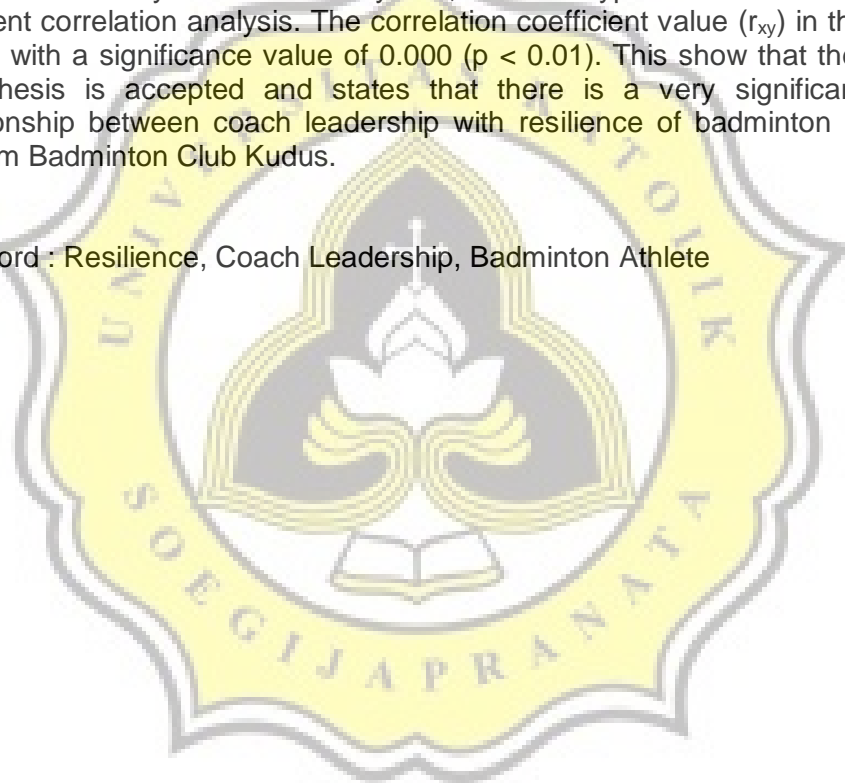 ent correlation analysis. The correlation coefficient value (rxy) in th
with a significance value of 0.000 (p < 0.01). This show that the
hesis is accepted and states that there is a very significan
onship between coach leadership with resilience of badminton
m Badminton Club Kudus.
ord : Resilience, Coach Leadership, Badminton Athlete
UNIVERSITAS KATOLIK
SOEGIJAPRANATA